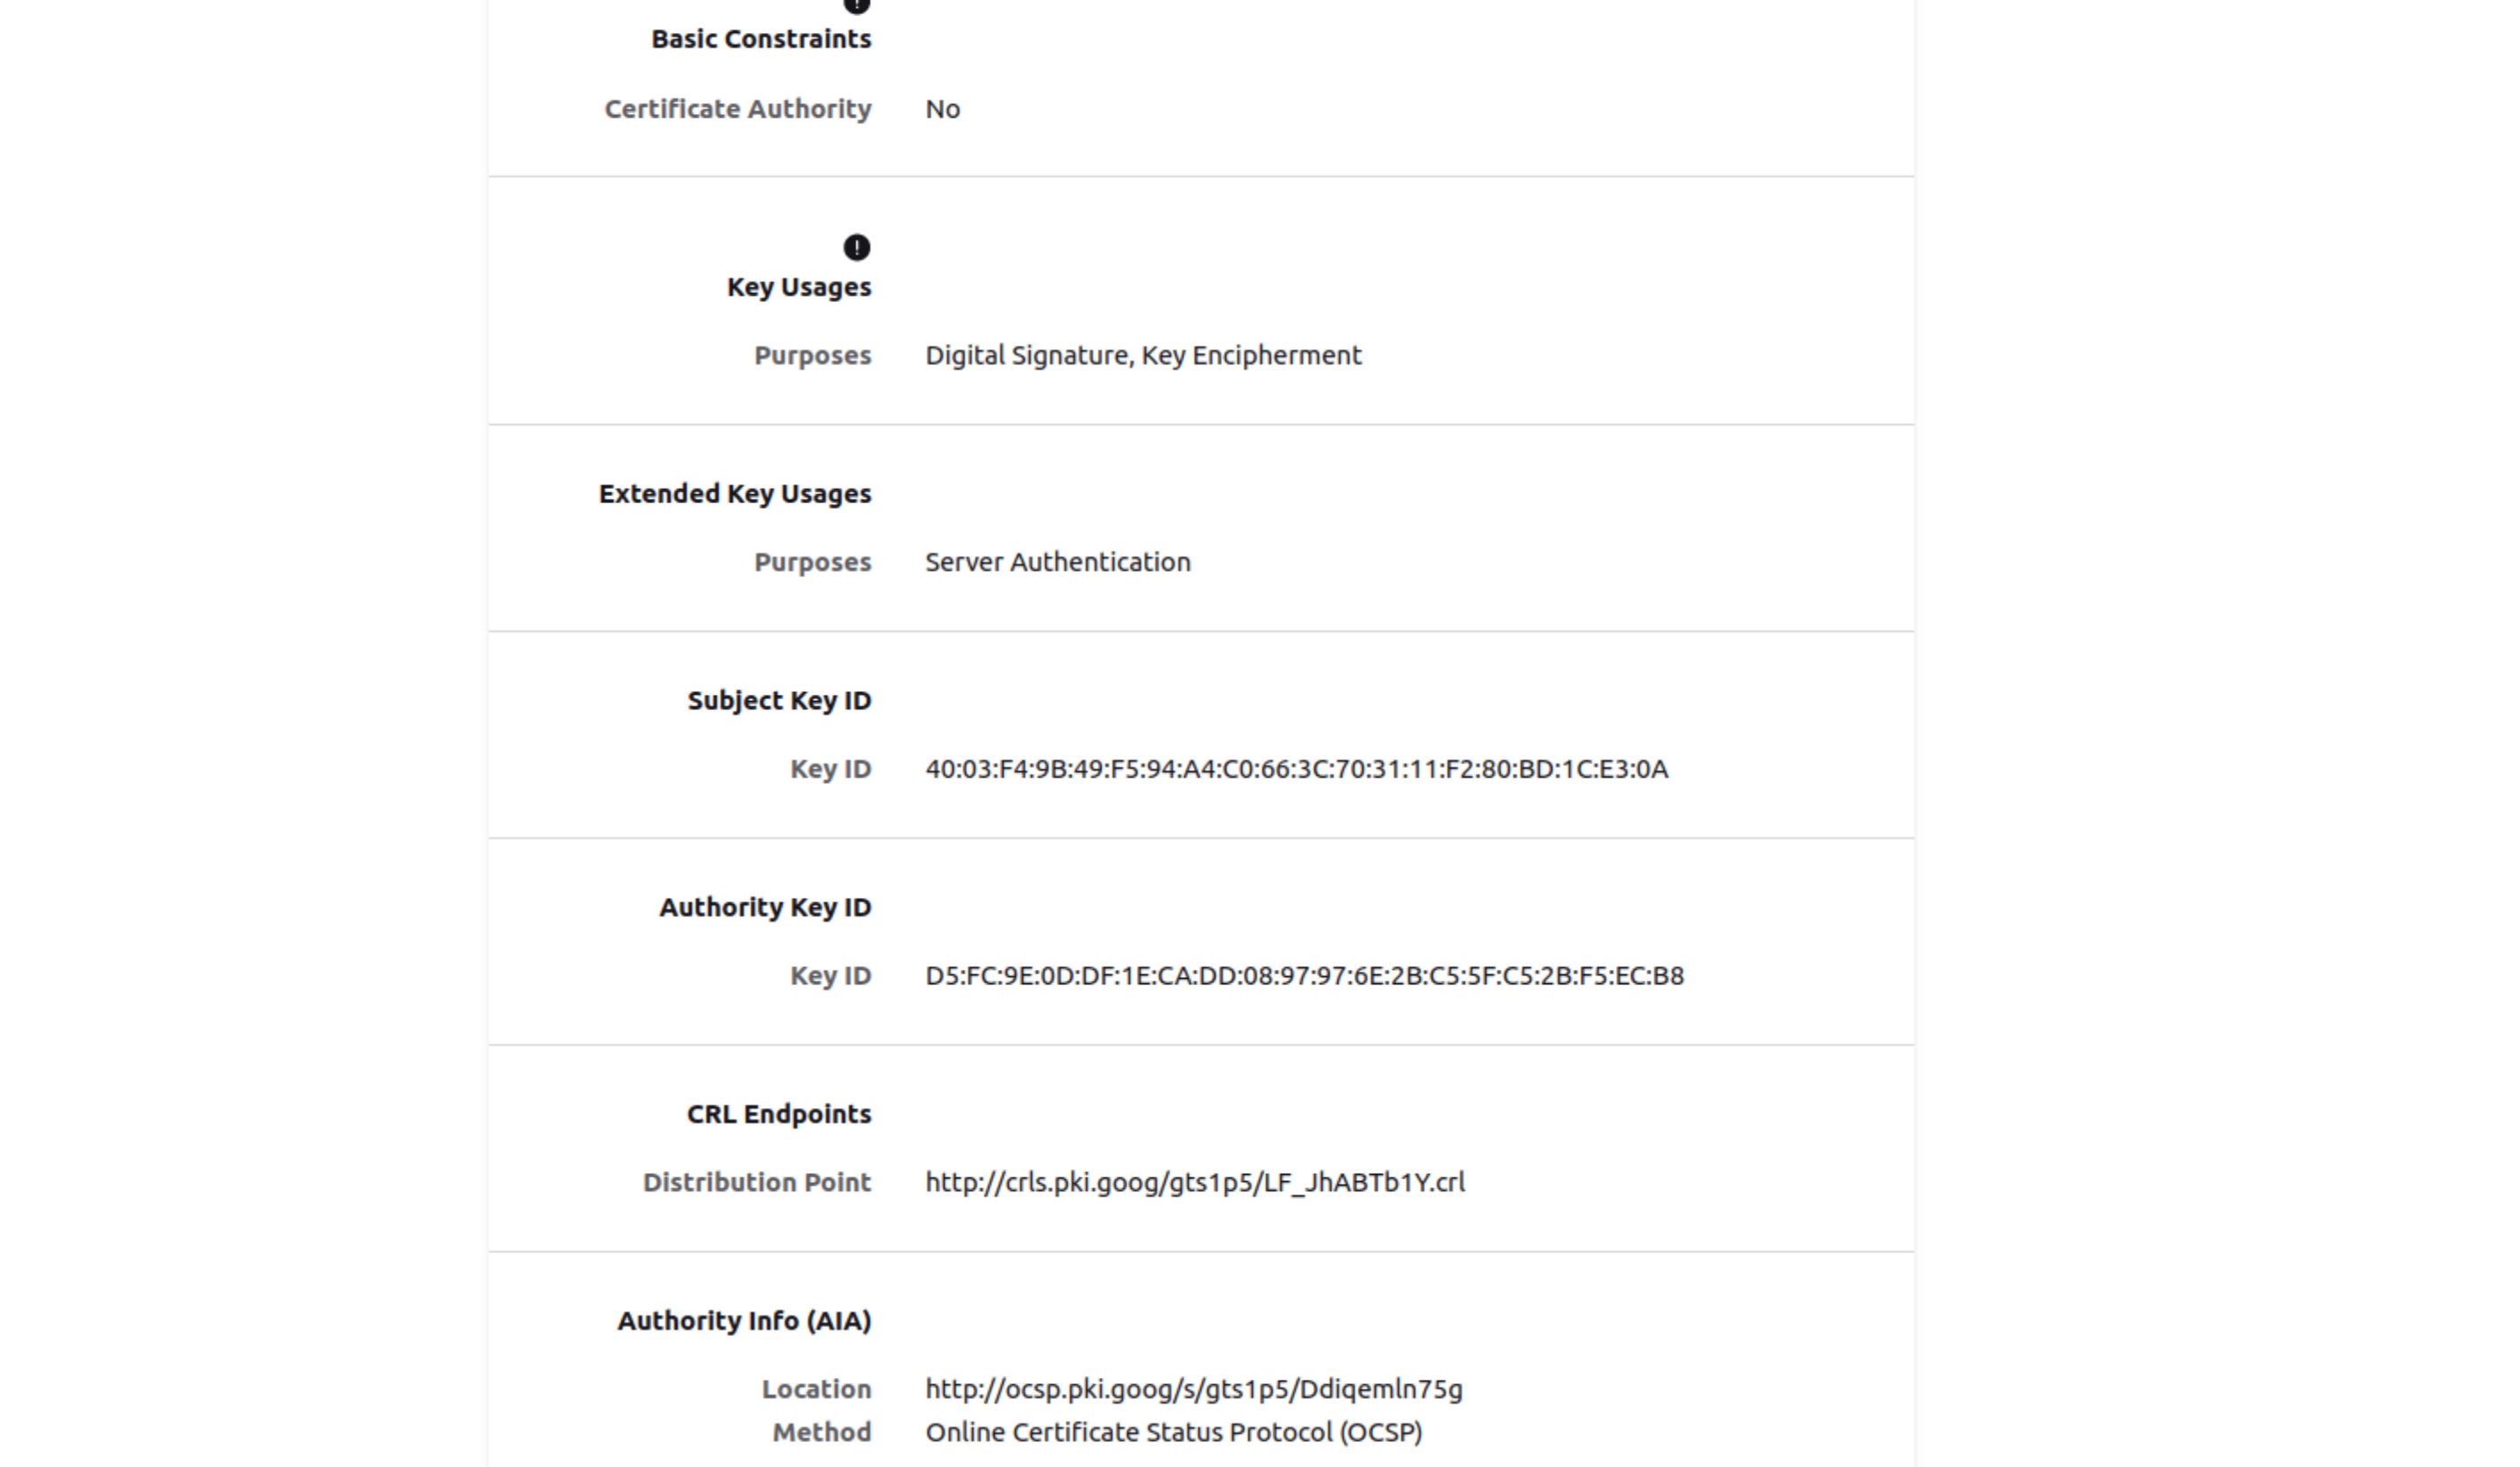 Basic Constraints
Certificate Authority No
Key Usages
Purposes Digital Signature, Key Encipherment
Extended Key Usages
Purposes Server Authentication
Subject Key ID
Key ID 40:03:F4:9B:49:F5:94:A4:C0:66:3C:70:31:11:F2:80:BD:1C:E3:0A
Authority Key ID
Key ID D5:FC:9E:0D:DF:1E:CA:DD:08:97:97:6E:2B:C5:5F:C5:2B:F5:EC:B8
CRL Endpoints
Distribution Point http://crls.pki.goog/gts1p5/LF_JhABTb1Y.crl
Authority Info (AIA)
Location http://ocsp.pki.goog/s/gts1p5/Ddiqemln75g
Method Online Certificate Status Protocol (OCSP)